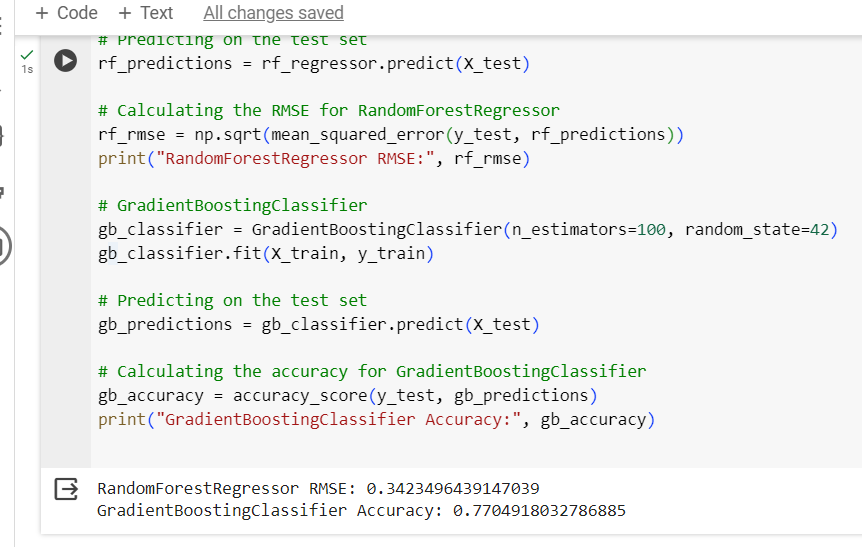 + Code + Text All changes saved
# Predicting on the test set
1s
rf_predictions = rf_regressor.predict(X_test)
# Calculating the RMSE for RandomForestRegressor
rf_rmse = np.sqrt(mean_squared_error(y_test, rf_predictions))
print("RandomForestRegressor RMSE:", rf_rmse)
# GradientBoostingClassifier
gb_classifier = GradientBoostingClassifier(n_estimators=100, random_state=42)
gb_classifier.fit(X_train, y_train)
# Predicting on the test set
gb_predictions = gb_classifier.predict(X_test)
# Calculating the accuracy for GradientBoostingClassifier
gb_accuracy = accuracy_score(y_test, gb_predictions)
print("GradientBoostingClassifier Accuracy:", gb_accuracy)
RandomForestRegressor RMSE: 0.3423496439147039
GradientBoostingClassifier Accuracy: 0.7704918032786885